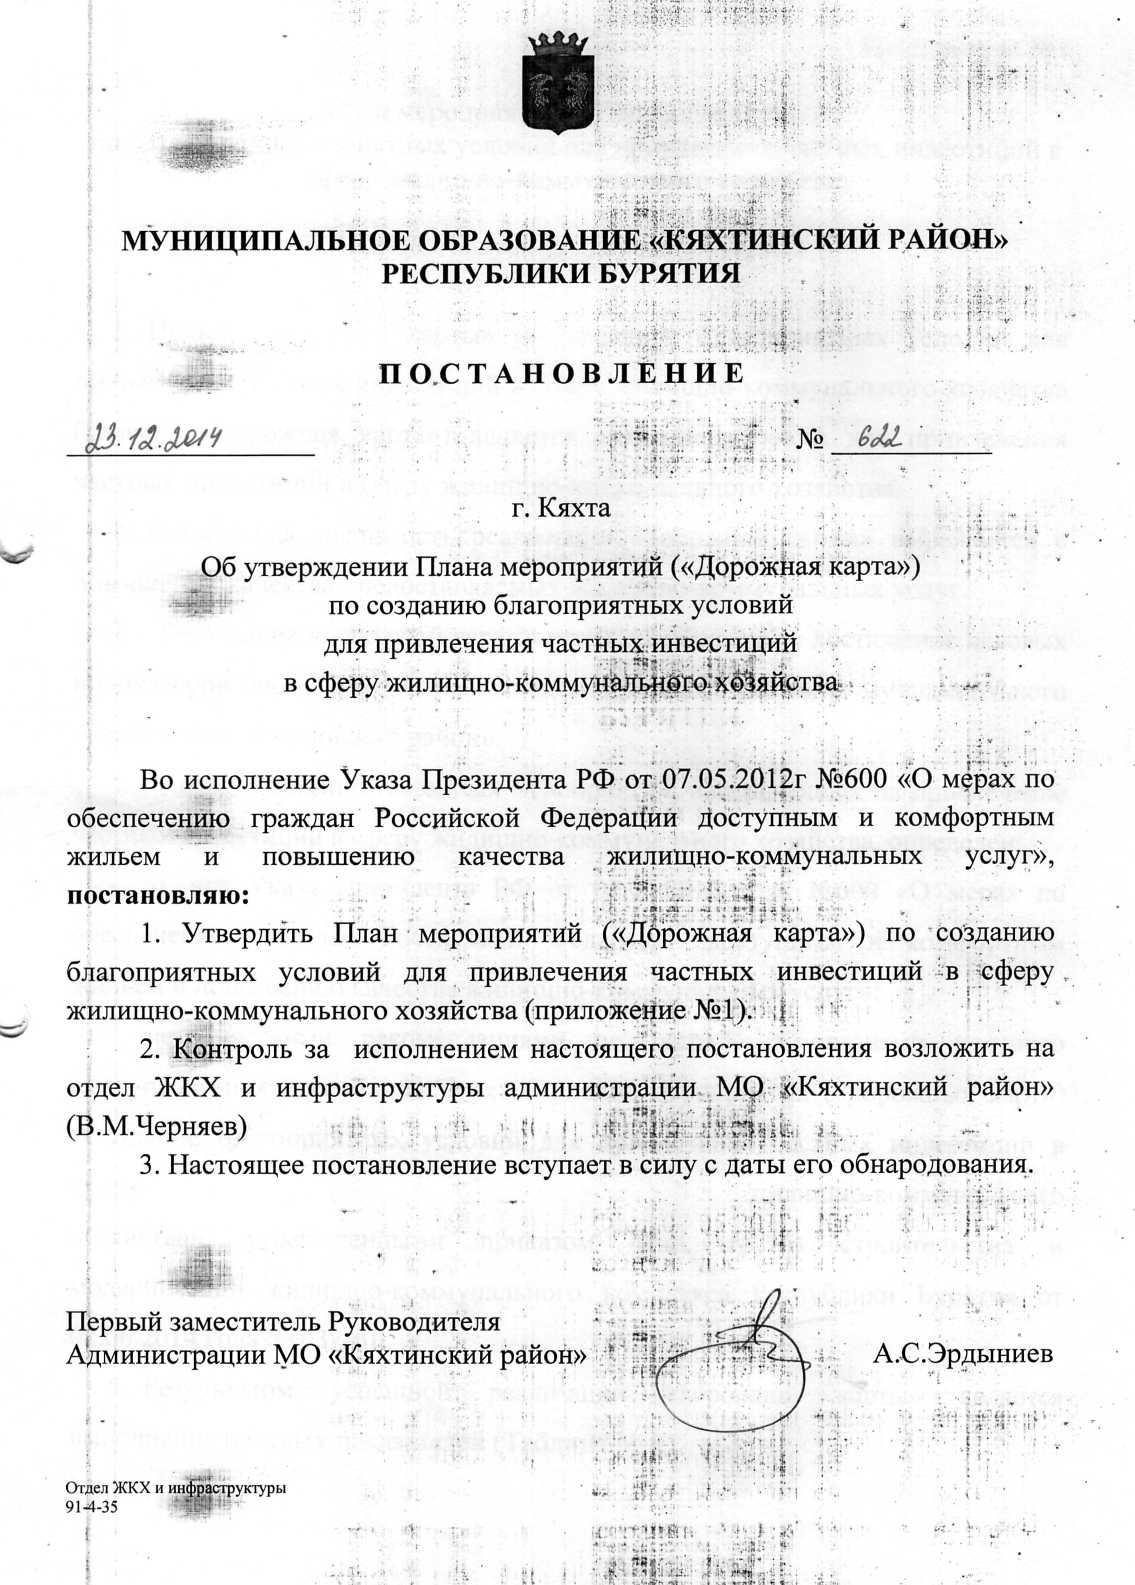 МУНИЦИПАЛЬНОЕ ОБРАЗОВАНИЕ «КЯХТИНСКИЙ РАЙОН»
РЕСПУБЛИКИ БУРЯТИЯ
ПОСТАНОВЛЕНИЕ
23.12.2014 № 622
г. Кяхта
Об утверждении Плана мероприятий («Дорожная карта»)
по созданию благоприятных условий
для привлечения частных инвестиций
в сферу жилищно-коммунального хозяйства
Во исполнение Указа Президента РФ от 07.05.2012г №600 «О мерах по
обеспечению граждан Российской Федерации доступным и комфортным
жильем и повышению качества жилищно-коммунальных услуг»,
постановляю:
1. Утвердить План мероприятий («Дорожная карта») по созданию
благоприятных условий для привлечения частных инвестиций в сферу
жилищно-коммунального хозяйства (приложение №1).
2. Контроль за исполнением настоящего постановления возложить на
отдел ЖКХ и инфраструктуры администрации МО «Кяхтинский район»
(В.М.Черняев)
3. Настоящее постановление вступает в силу с даты его обнародования.
Первый заместитель Руководителя
Администрации МО «Кяхтинский район» А.С.Эрдыниев
Отдел ЖКХ и инфраструктуры
91-4-35